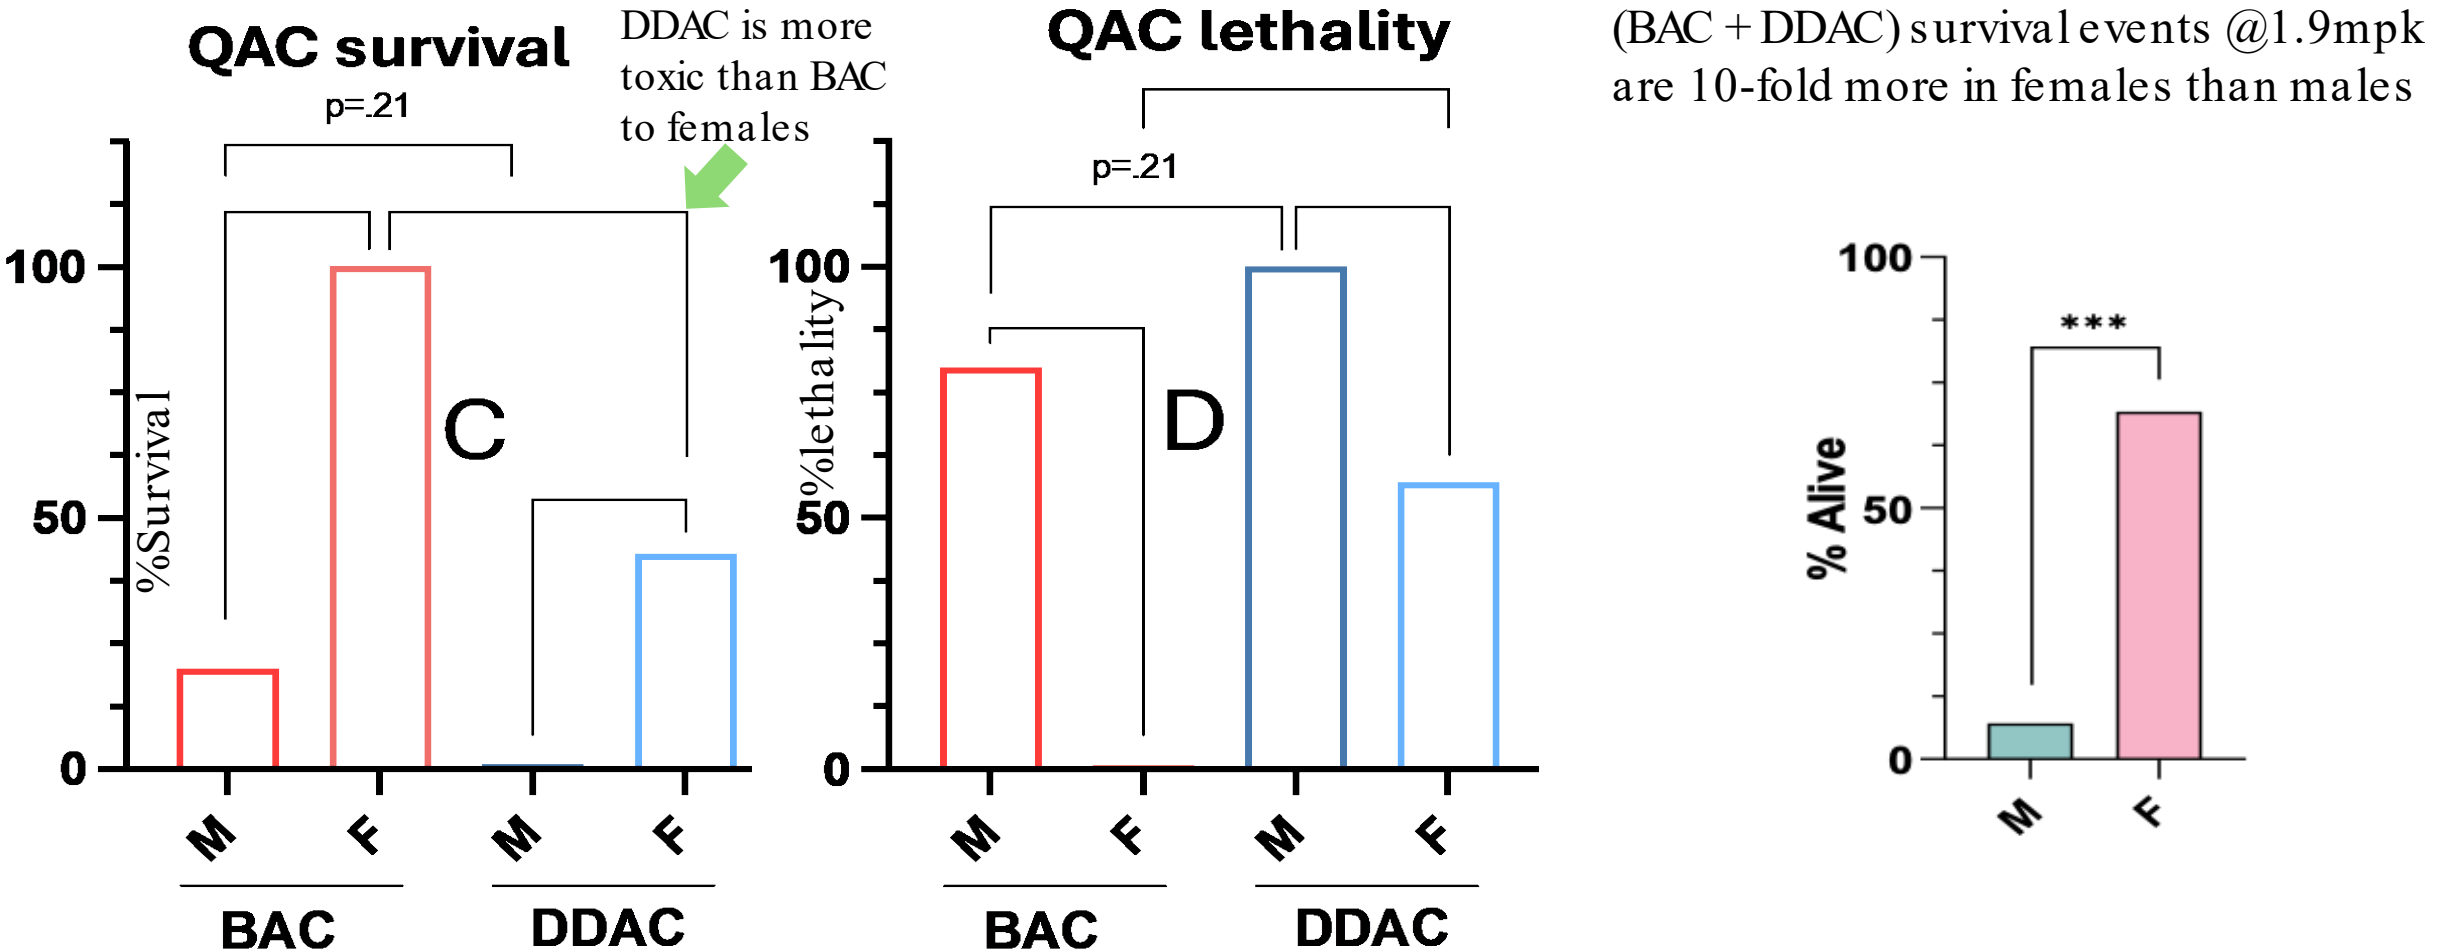 QAC survival
p=.21
DDAC is more
toxic than BAC
to females
100
50
0
%Survival
C
M
F
M
F
BAC
DDAC
QAC lethality
p=.21
100
50
0
%lethality
D
M
F
M
F
BAC
DDAC
(BAC + DDAC) survival events @1.9mpk
are 10-fold more in females than males
100
50
0
% Alive
***
M
F